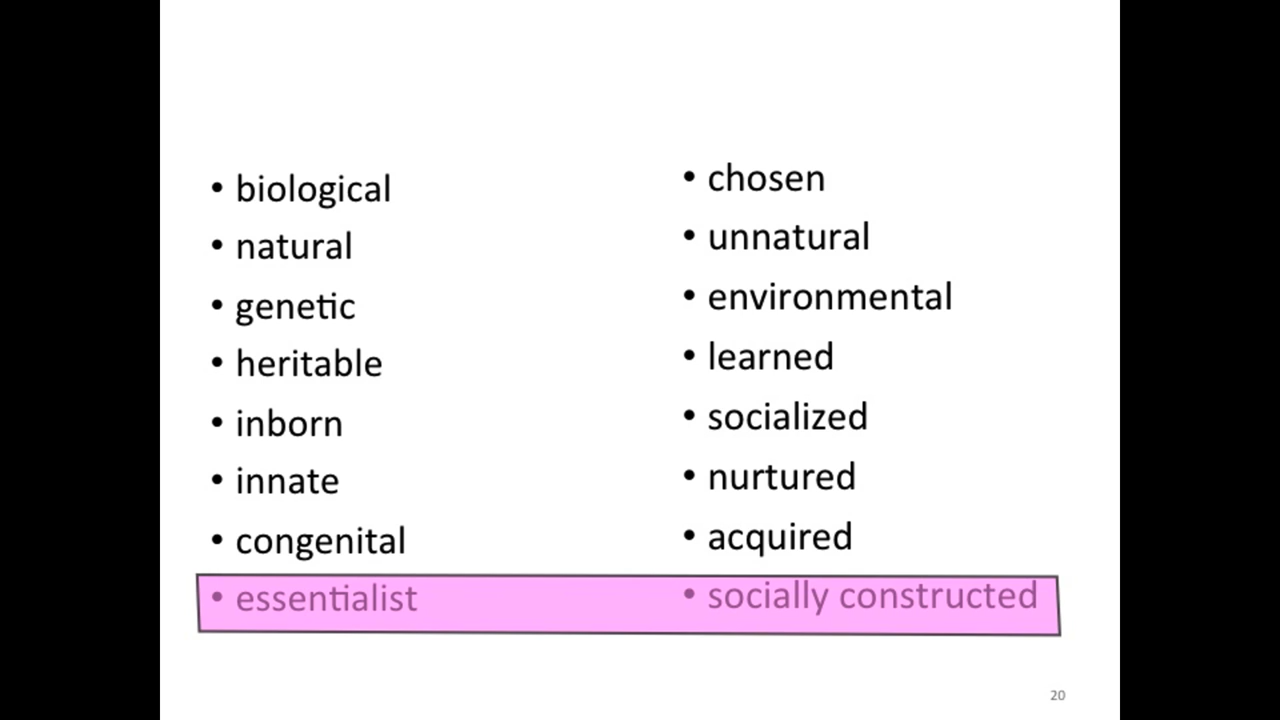 • biological
• natural
• genetic
• heritable
• inborn
• innate
• congenital
• essentialist
• chosen
• unnatural
• environmental
• learned
• socialized
• nurtured
• acquired
• socially constructed
20